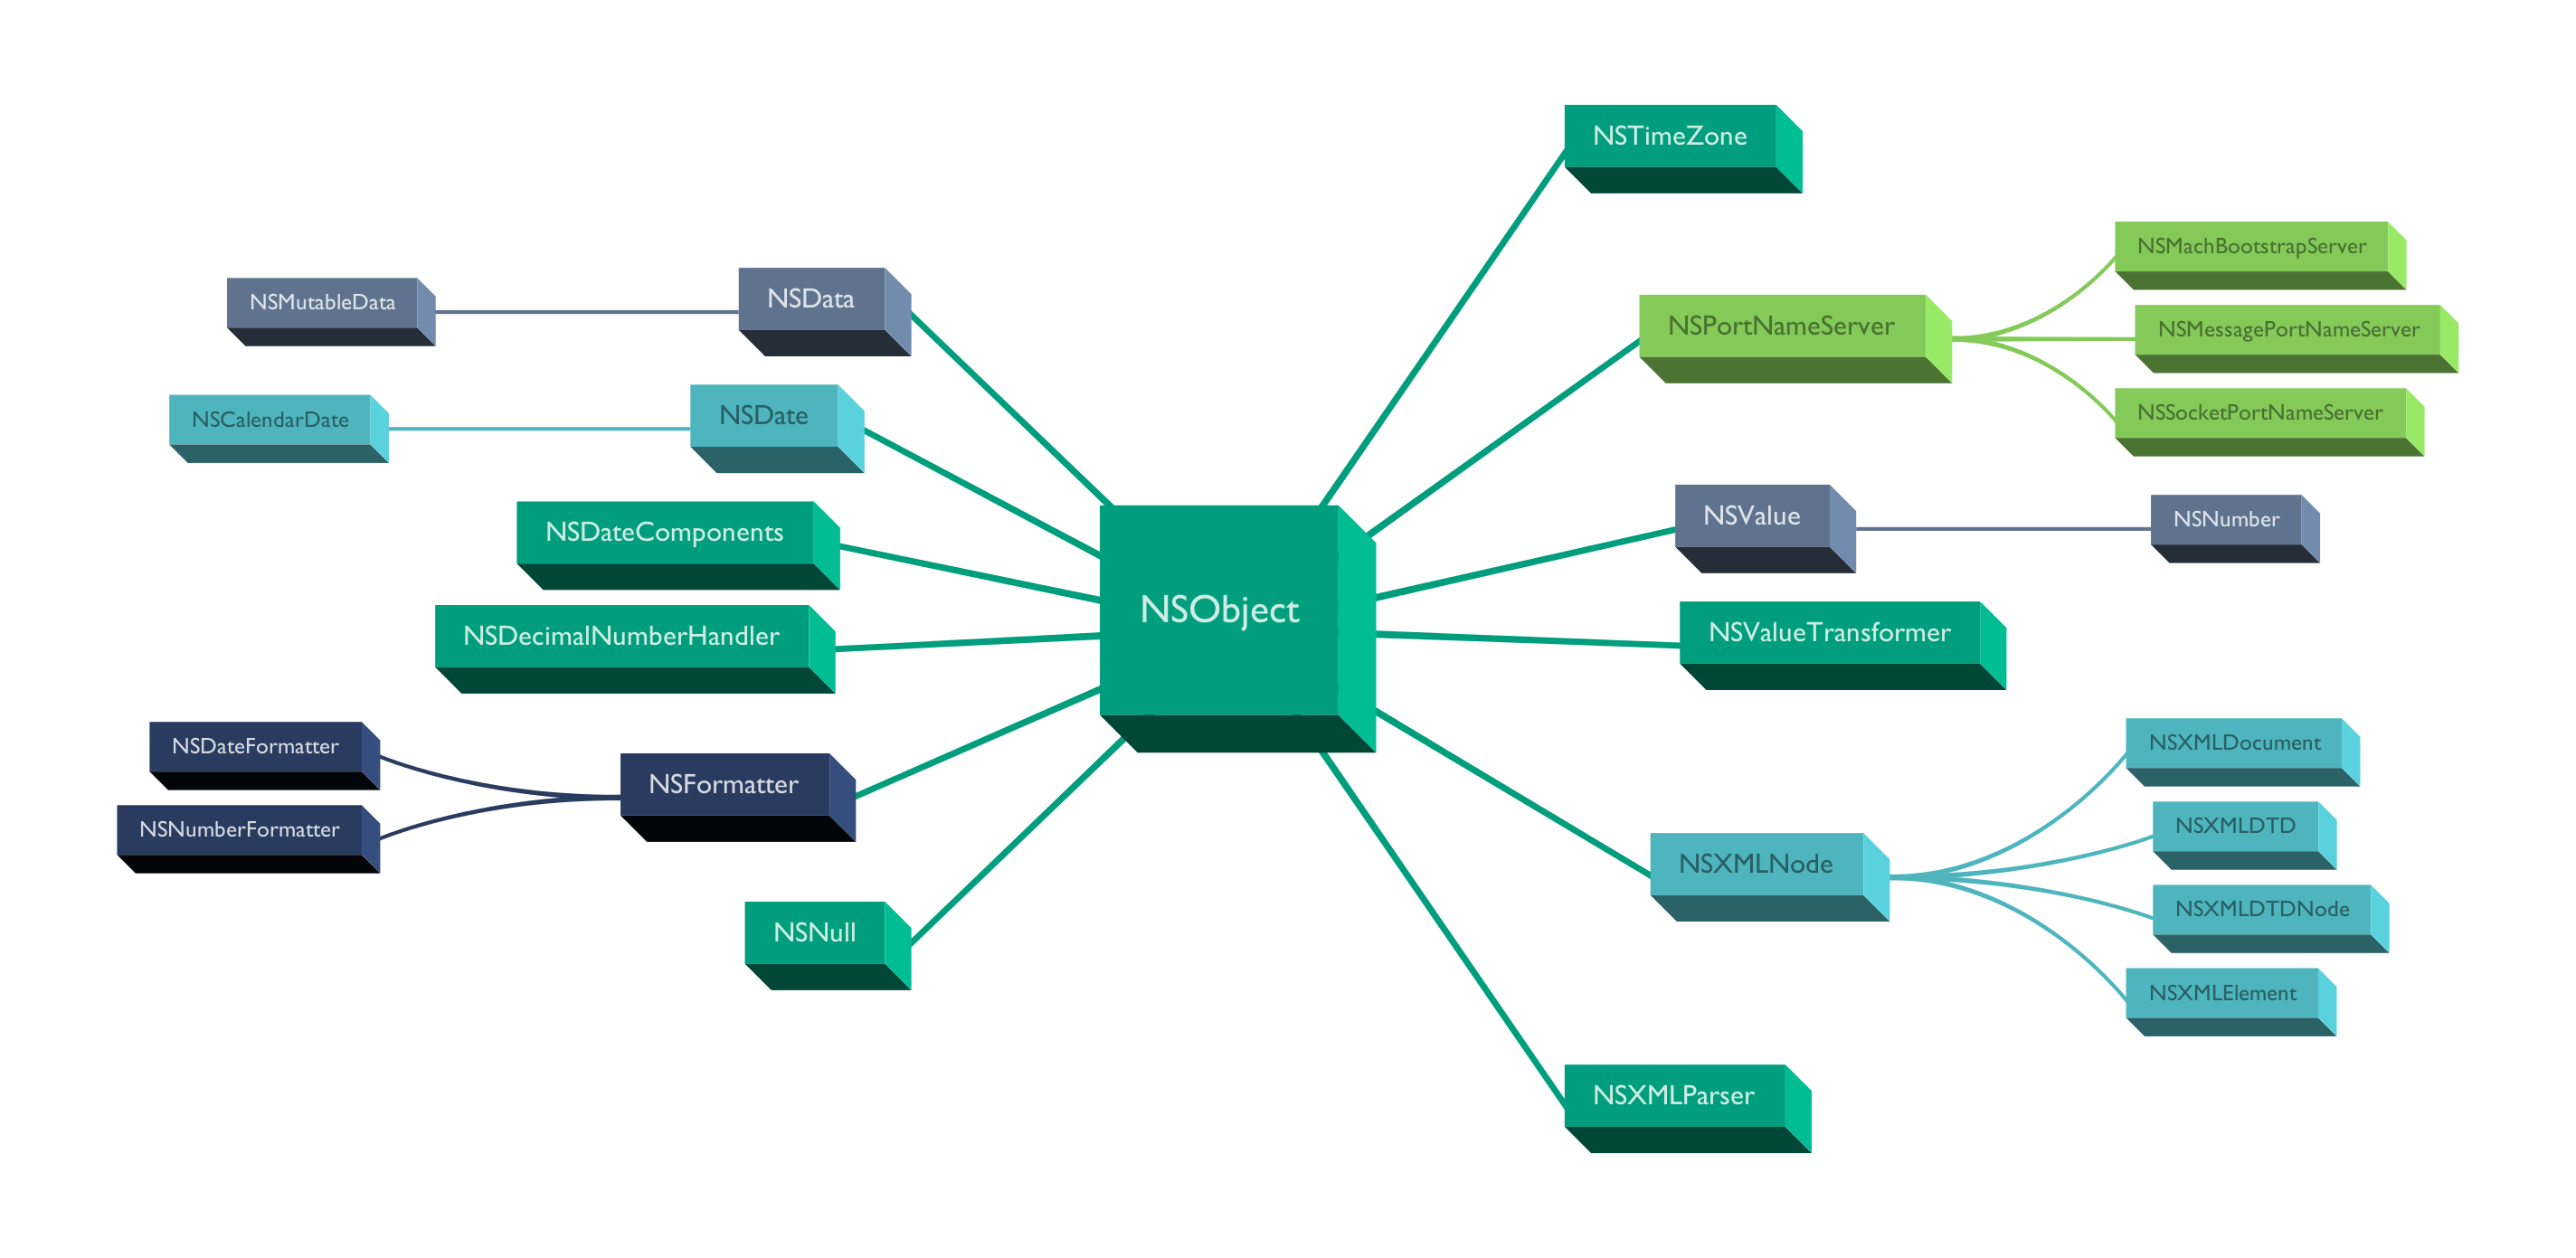 NSObject
NSTimeZone
NSPortNameServer
NSMachBootstrapServer
NSMessagePortNameServer
NSSocketPortNameServer
NSValue
NSNumber
NSValueTransformer
NSXMLNode
NSXMLDocument
NSXMLDTD
NSXMLDTDNode
NSXMLElement
NSXMLParser
NSData
NSMutableData
NSDate
NSCalendarDate
NSDateComponents
NSDecimalNumberHandler
NSFormatter
NSDateFormatter
NSNumberFormatter
NSNull